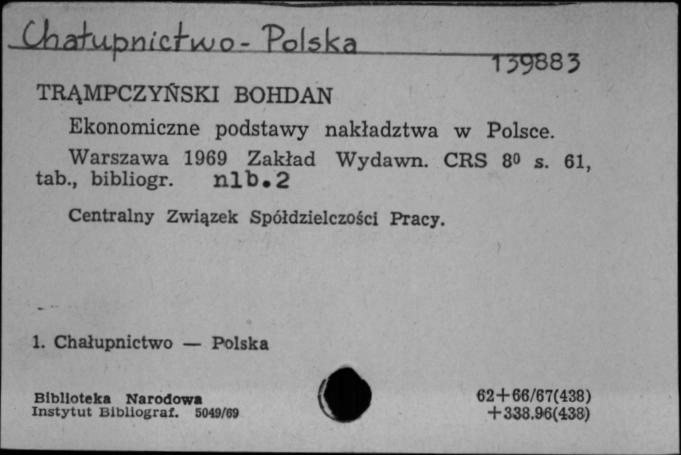 Chałupnictwo - Polska
139883
TRĄMPCZYŃSKI BOHDAN
Ekonomiczne podstawy nakładztwa w Polsce.
Warszawa 1969 Zakład Wydawn. CRS 8⁰ s. 61,
tab., bibliogr. nlb.2
Centralny Związek Spółdzielczości Pracy.
1. Chałupnictwo — Polska
Biblioteka Narodowa
Instytut Bibliograf. 5049/69
62+66/67(438)
+338.96(438)